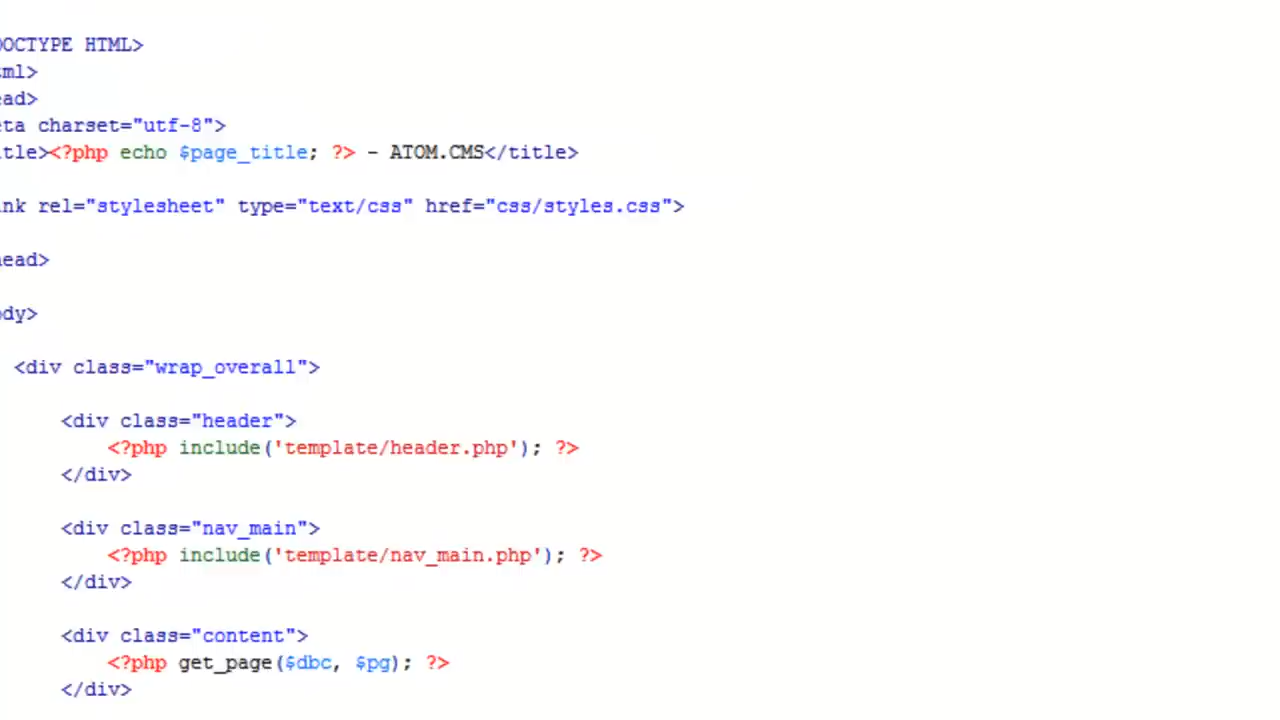 OCTYPE HTML>
ml>
ead>
eta charset="utf-8">
tle><?php echo $page_title; ?> - ATOM.CMS</title>
nk rel="stylesheet" type="text/css" href="css/styles.css">
ead>
dy>
<div class="wrap_overall">
<div class="header">
<?php include('template/header.php'); ?>
</div>
<div class="nav_main">
<?php include('template/nav_main.php'); ?>
</div>
<div class="content">
<?php get_page($dbc, $pg); ?>
</div>